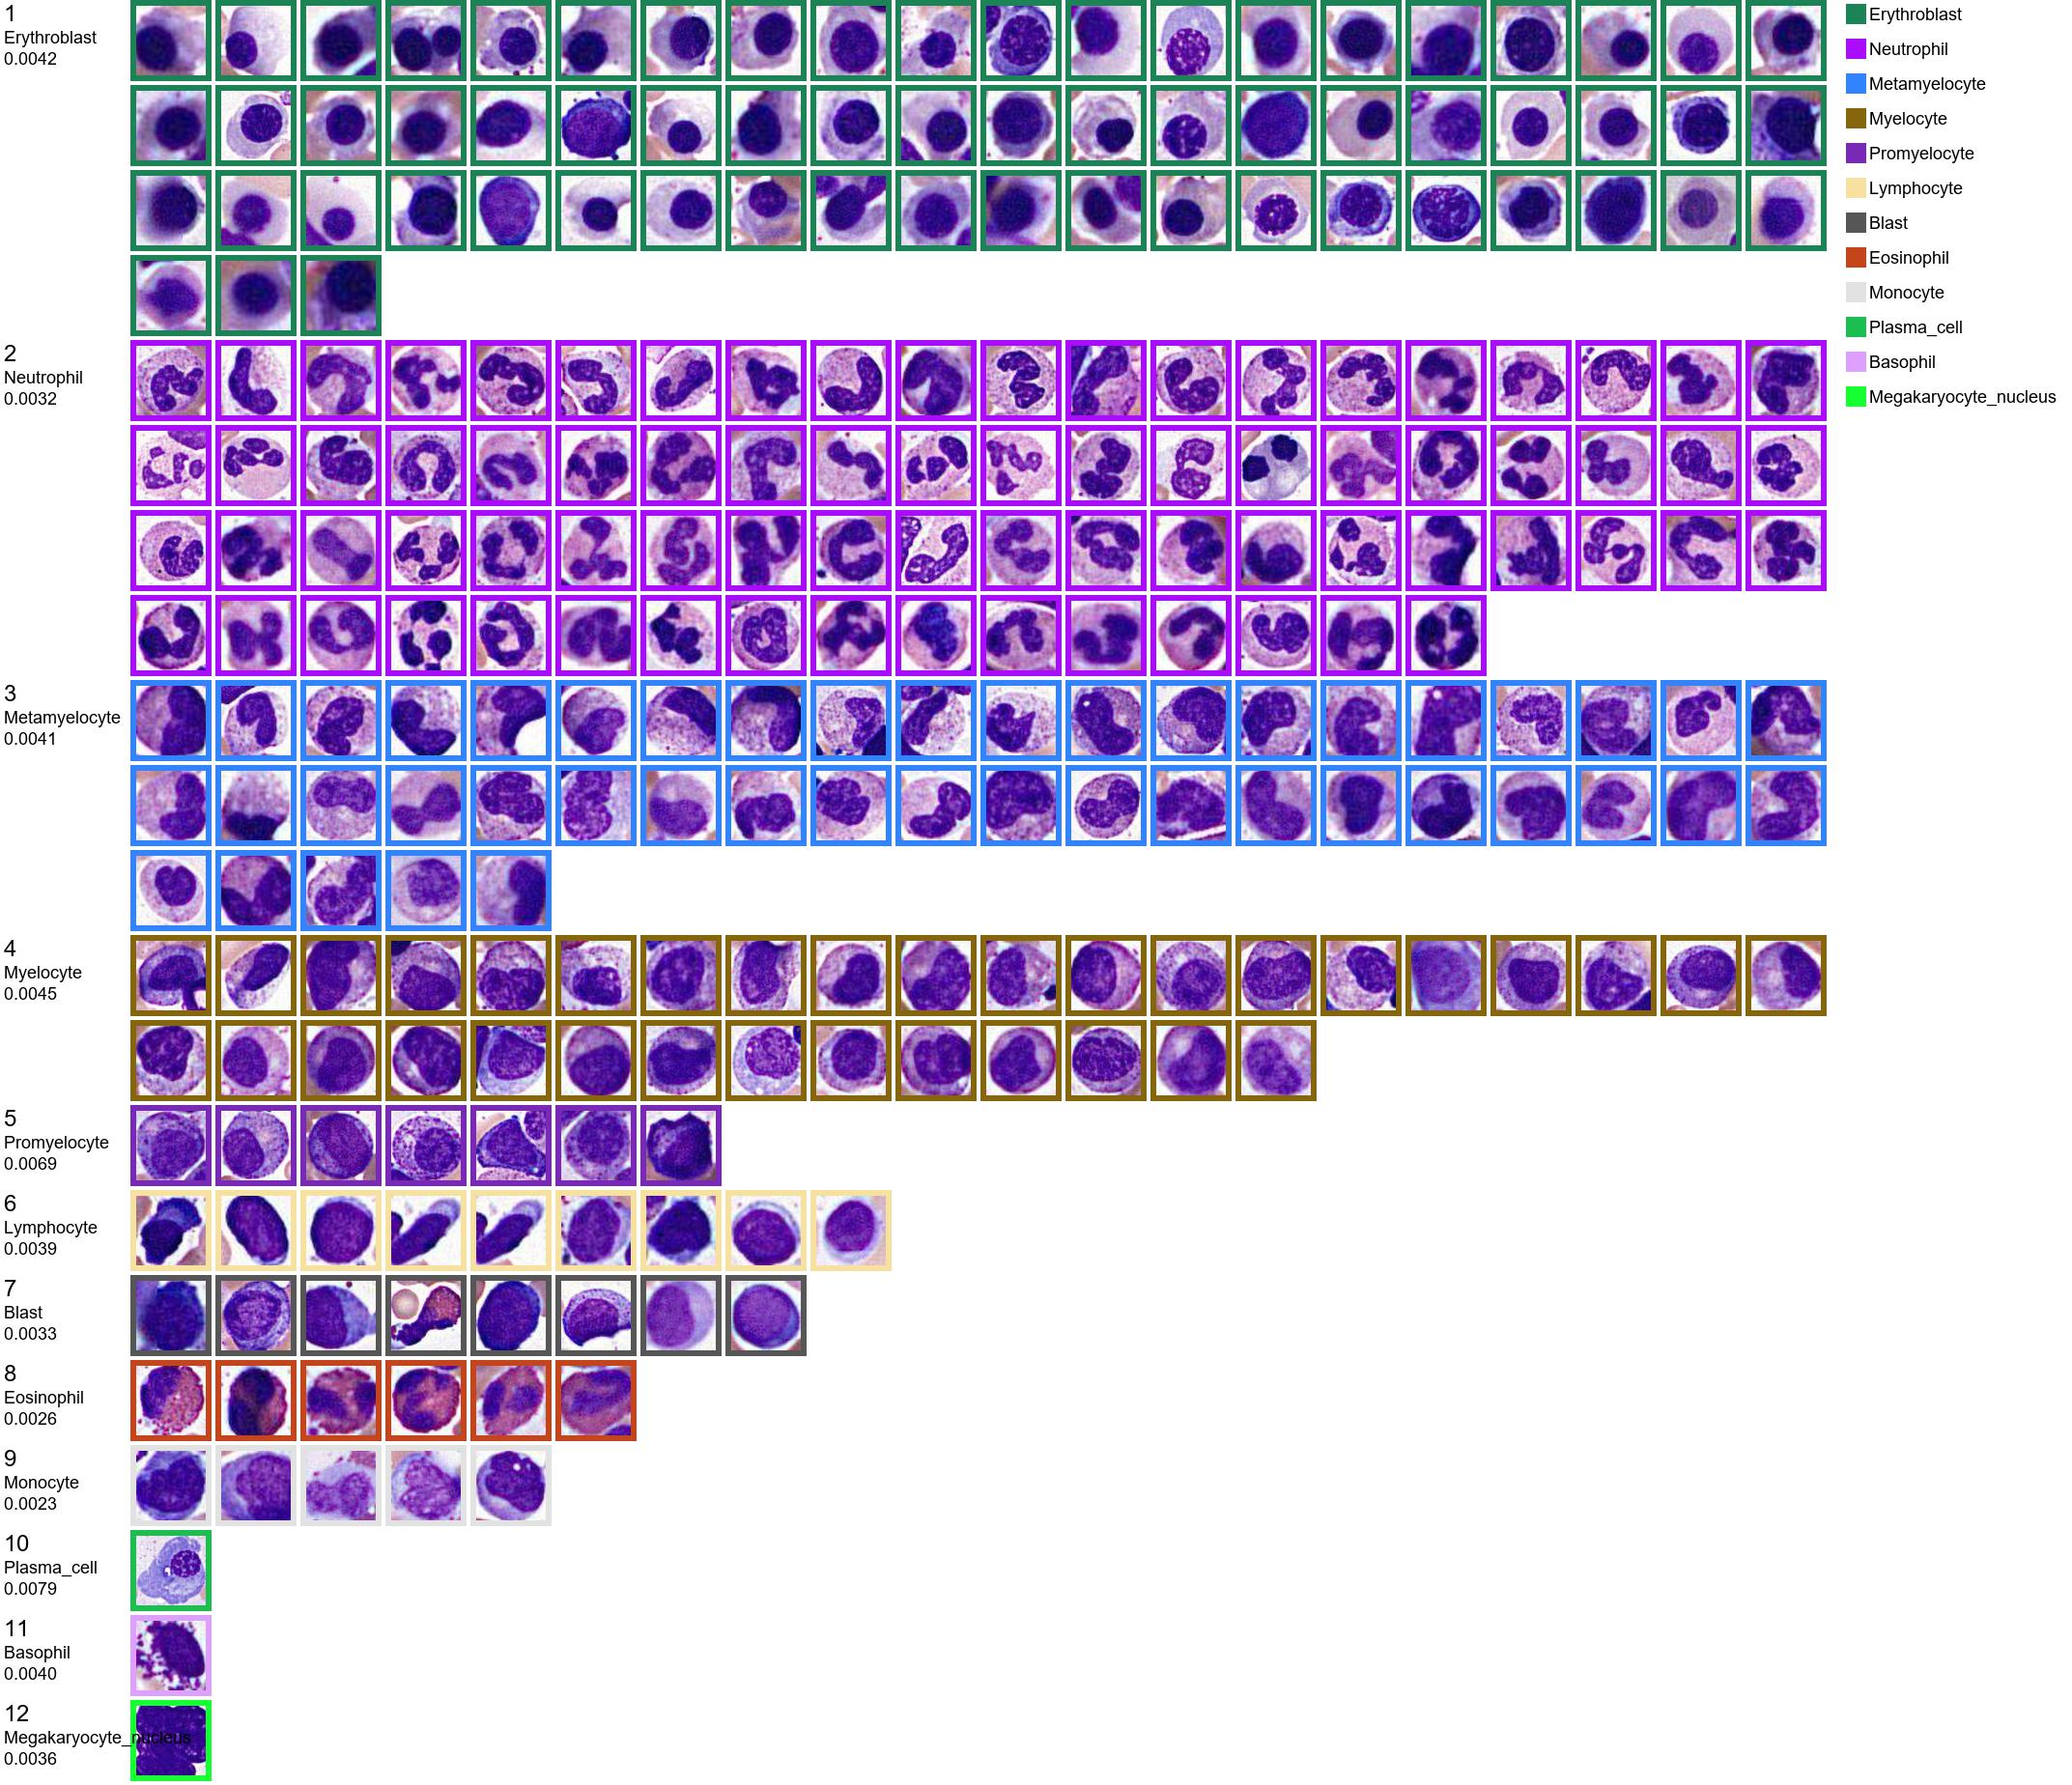 1
Erythroblast
0.0042
2
Neutrophil
0.0032
3
Metamyelocyte
0.0041
4
Myelocyte
0.0045
5
Promyelocyte
0.0069
6
Lymphocyte
0.0039
7
Blast
0.0033
8
Eosinophil
0.0026
9
Monocyte
0.0023
10
Plasma_cell
0.0079
11
Basophil
0.0040
12
Megakaryocyte_nucleus
0.0036
Erythroblast
Neutrophil
Metamyelocyte
Myelocyte
Promyelocyte
Lymphocyte
Blast
Eosinophil
Monocyte
Plasma_cell
Basophil
Megakaryocyte_nucleus